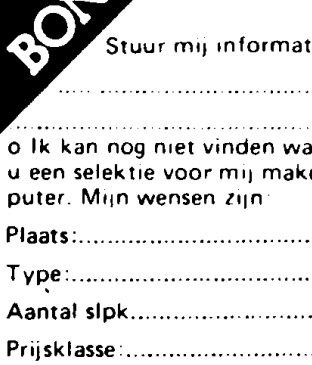 BON
Stuur mij informat
o Ik kan nog niet vinden wa
u een selektie voor mij make
puter. Mijn wensen zijn:
Plaats:
Type:
Aantal slpk
Prijsklasse: